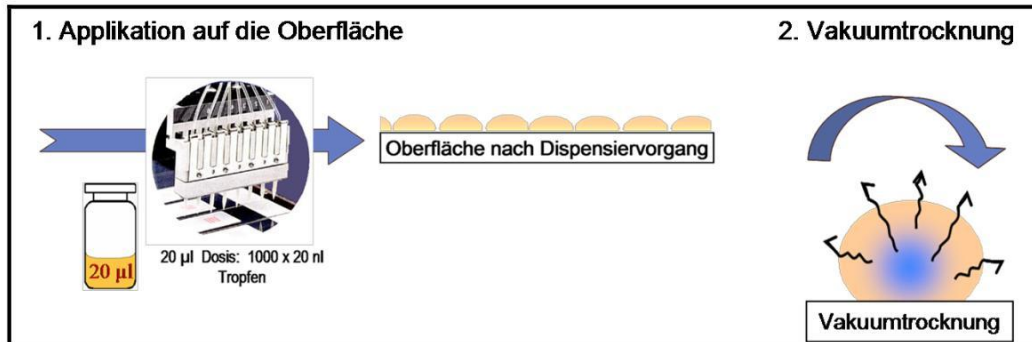 1. Applikation auf die Oberfläche
2. Vakuumtrocknung
Oberfläche nach Dispensiervorgang
20 µl
20 µl Dosis: 1000 x 20 nl
Tropfen
Vakuumtrocknung